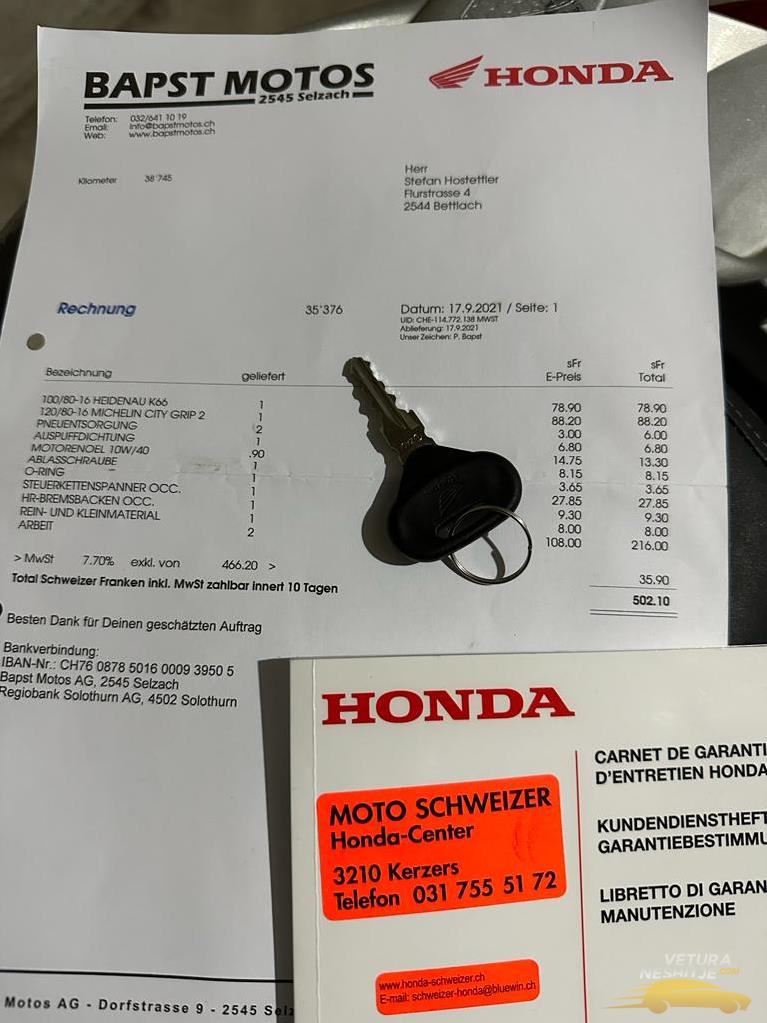 BAPST MOTOS
2545 Selzach
HONDA
Telefon: 032/641 10 19
Email: info@bapstmotos.ch
Web: www.bapstmotos.ch
Kilometer 38'745
Herr
Stefan Hostettler
Flurstrasse 4
2544 Bettlach
Rechnung 35'376 Datum: 17.9.2021 / Seite: 1
UID: CHE-114.772.138 MWST
Ablieferung: 17.9.2021
Unser Zeichen: P. Bapst
Bezeichnung geliefert sFr E-Preis sFr Total
100/80-16 HEIDENAU K66 1 78.90 78.90
120/80-16 MICHELIN CITY GRIP 2 1 88.20 88.20
PNEUENTSORGUNG 2 3.00 6.00
AUSPUFFDICHTUNG 1 6.80 6.80
MOTORENOEL 10W/40 .90 14.75 13.30
ABLASSCHRAUBE 1 8.15 8.15
O-RING 1 3.65 3.65
STEUERKETTENSPANNER OCC. 1 27.85 27.85
HR-BREMSBACKEN OCC. 1 9.30 9.30
REIN- UND KLEINMATERIAL 1 8.00 8.00
ARBEIT 2 108.00 216.00
> MwSt 7.70% exkl. von 466.20 > 35.90
Total Schweizer Franken inkl. MwSt zahlbar innert 10 Tagen 502.10
Besten Dank für Deinen geschätzten Auftrag
Bankverbindung:
IBAN-Nr.: CH76 0878 5016 0009 3950 5
Bapst Motos AG, 2545 Selzach
Regiobank Solothurn AG, 4502 Solothurn
Motos AG - Dorfstrasse 9 - 2545 Selz
HONDA
MOTO SCHWEIZER
Honda-Center
3210 Kerzers
Telefon 031 755 51 72
www.honda-schweizer.ch
E-mail: schweizer-honda@bluewin.ch
CARNET DE GARANTI
D'ENTRETIEN HONDA
KUNDENDIENSTHEFT
GARANTIEBESTIMMU
LIBRETTO DI GARAN
MANUTENZIONE
VETURA
NESHITJE.COM